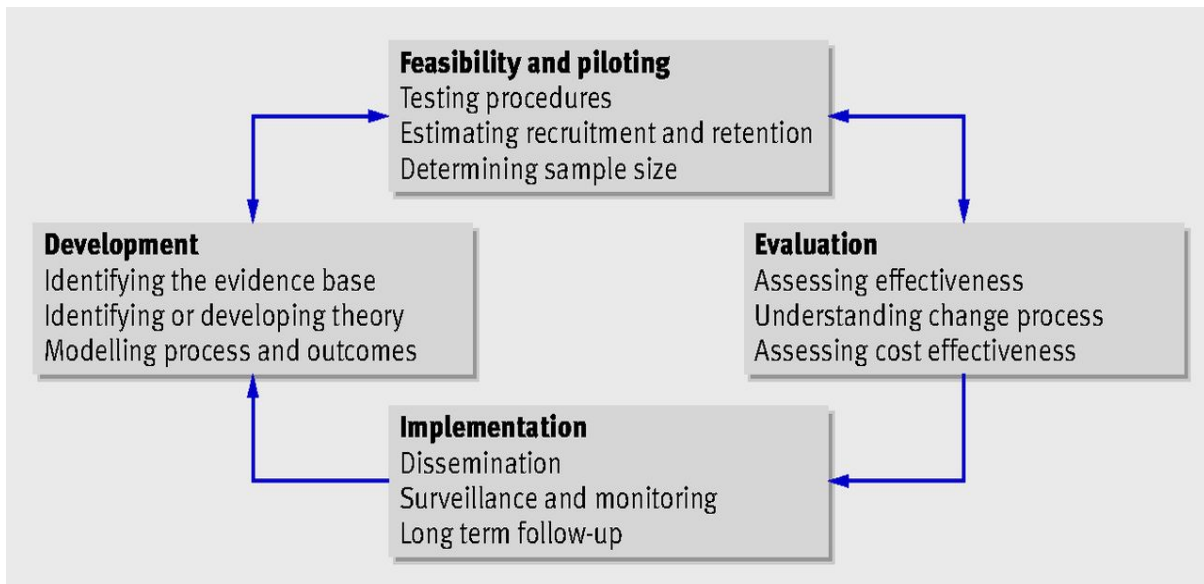 Feasibility and piloting
Testing procedures
Estimating recruitment and retention
Determining sample size
Development
Identifying the evidence base
Identifying or developing theory
Modelling process and outcomes
Evaluation
Assessing effectiveness
Understanding change process
Assessing cost effectiveness
Implementation
Dissemination
Surveillance and monitoring
Long term follow-up